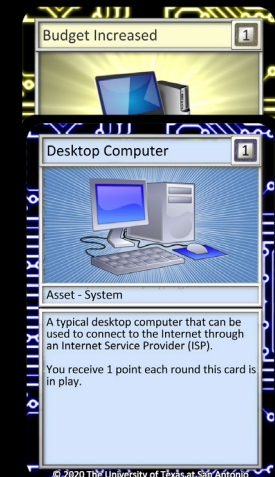 Budget Increased 1
Desktop Computer 1
Asset - System
A typical desktop computer that can be
used to connect to the Internet through
an Internet Service Provider (ISP).
You receive 1 point each round this card is
in play.
© 2020 The University of Texas at San Antonio